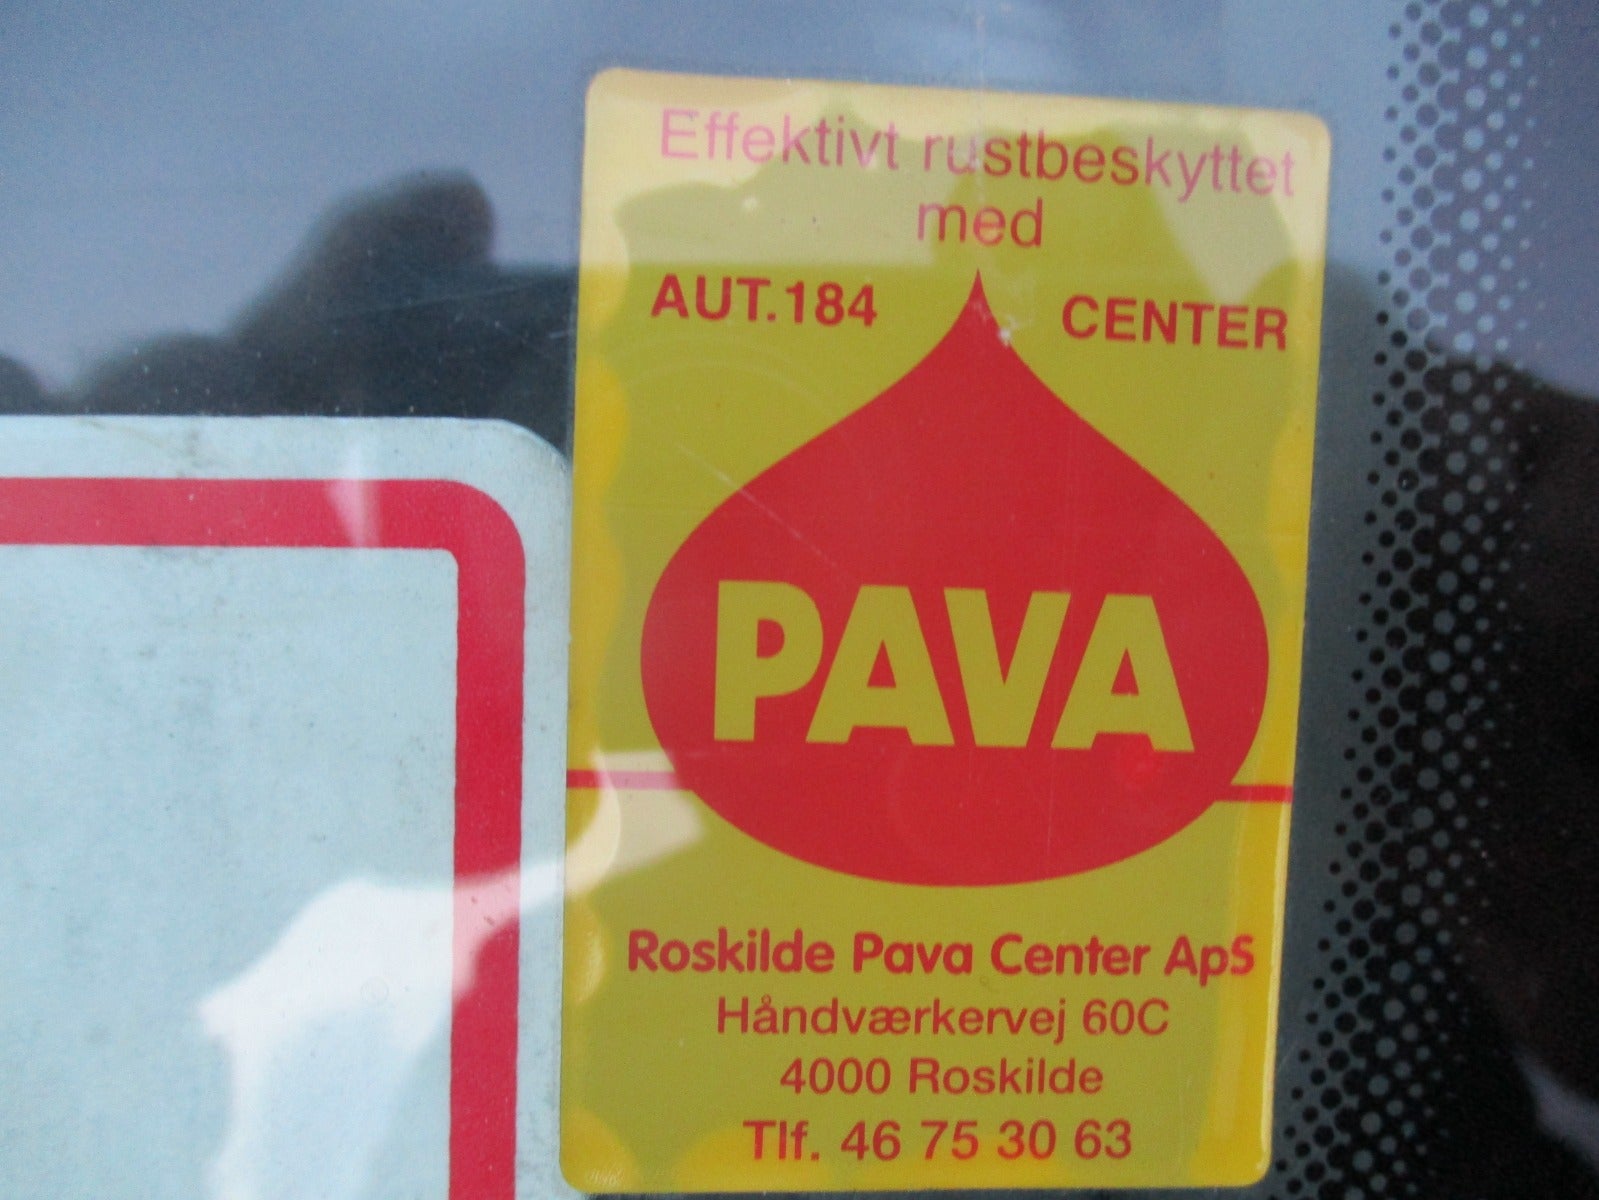 Effektivt rustbeskyttet
med
AUT.184 CENTER
PAVA
Roskilde Pava Center ApS
Håndværkervej 60C
4000 Roskilde
Tlf. 46 75 30 63